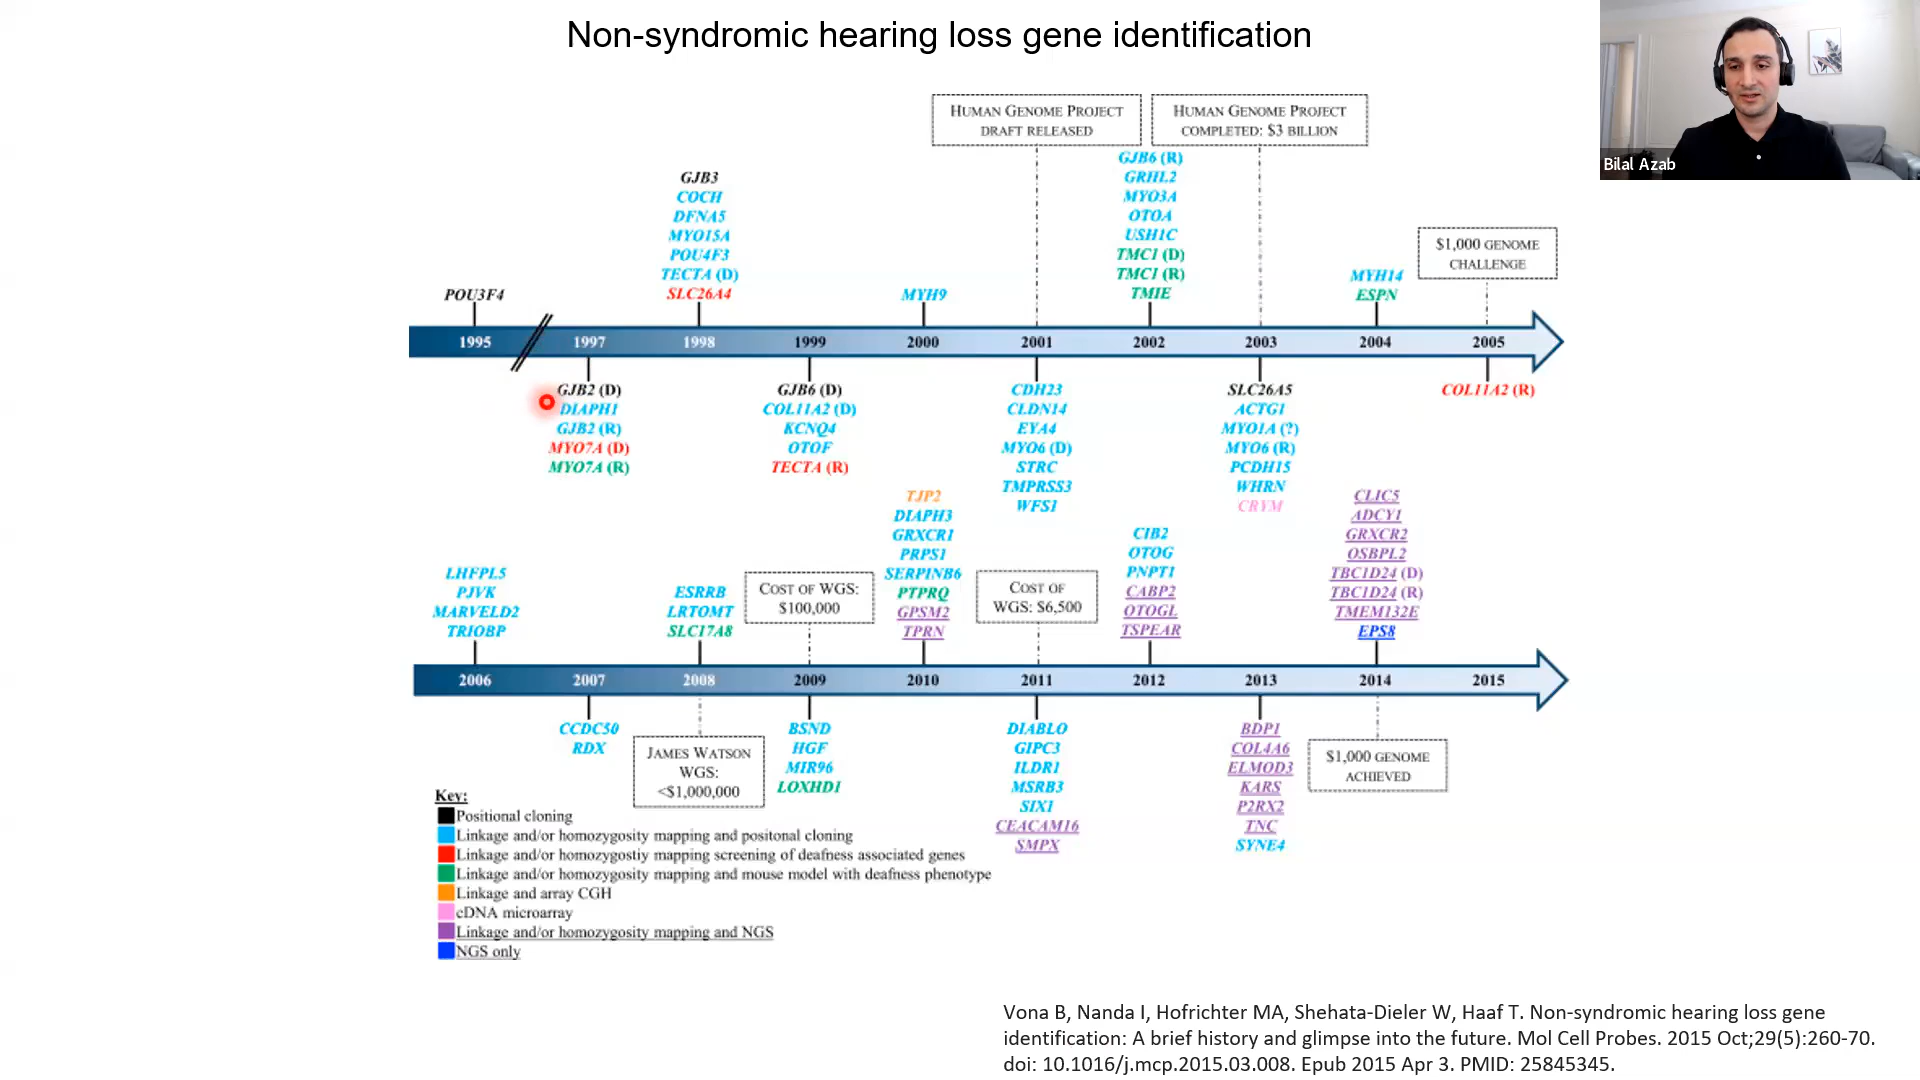 Non-syndromic hearing loss gene identification
Bilal Azab
HUMAN GENOME PROJECT
DRAFT RELEASED
HUMAN GENOME PROJECT
COMPLETED: $3 BILLION
$1,000 GENOME
CHALLENGE
POU3F4
GJB3
COCH
DFNA5
MYO15A
POU4F3
TECTA (D)
SLC26A4
MYH9
GJB6 (R)
GRHL2
MYO3A
OTOA
USH1C
TMC1 (D)
TMC1 (R)
TMIE
MYH14
ESPN
1995
1997
1998
1999
2000
2001
2002
2003
2004
2005
GJB2 (D)
DIAPH1
GJB2 (R)
MYO7A (D)
MYO7A (R)
GJB6 (D)
COL11A2 (D)
KCNQ4
OTOF
TECTA (R)
CDH23
CLDN14
EYA4
MYO6 (D)
STRC
TMPRSS3
WFS1
SLC26A5
ACTG1
MYO1A (?)
MYO6 (R)
PCDH15
WHRN
CRYM
COL11A2 (R)
LHFPL5
PJVK
MARVELD2
TRIOBP
ESRRB
LRTOMT
SLC17A8
COST OF WGS:
$100,000
TJP2
DIAPH3
GRXCR1
PRPS1
SERPINB6
PTPRQ
GPSM2
TPRN
COST OF
WGS: $6,500
CIB2
OTOG
PNPT1
CABP2
OTOGL
TSPEAR
CLIC5
ADCY1
GRXCR2
OSBPL2
TBC1D24 (D)
TBC1D24 (R)
TMEM132E
EPS8
2006
2007
2008
2009
2010
2011
2012
2013
2014
2015
CCDC50
RDX
JAMES WATSON
WGS:
<$1,000,000
BSND
HGF
MIR96
LOXHD1
DIABLO
GIPC3
ILDR1
MSRB3
SIX1
CEACAM16
SMPX
BDP1
COL4A6
ELMOD3
KARS
P2RX2
TNC
SYNE4
$1,000 GENOME
ACHIEVED
Key:
Positional cloning
Linkage and/or homozygosity mapping and positonal cloning
Linkage and/or homozygostiy mapping screening of deafness associated genes
Linkage and/or homozygosity mapping and mouse model with deafness phenotype
Linkage and array CGH
cDNA microarray
Linkage and/or homozygosity mapping and NGS
NGS only
Vona B, Nanda I, Hofrichter MA, Shehata-Dieler W, Haaf T. Non-syndromic hearing loss gene
identification: A brief history and glimpse into the future. Mol Cell Probes. 2015 Oct;29(5):260-70.
doi: 10.1016/j.mcp.2015.03.008. Epub 2015 Apr 3. PMID: 25845345.